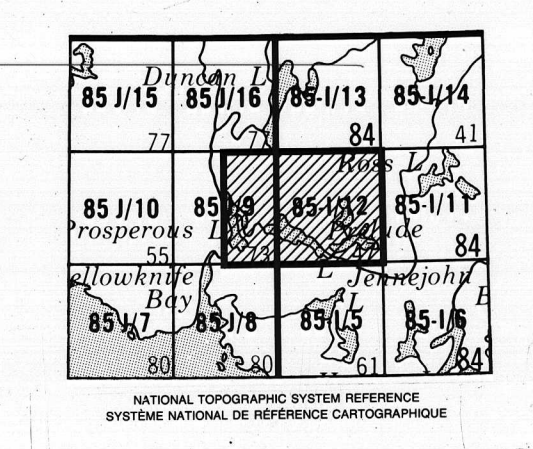 Duncan L
85 J/15 85 J/16 85-I/13 85-I/14
77 77 84 41
Ross L
85 J/10 85 J/9 85-I/12 85-I/11
Prosperous L Prelude
55 73 84
L
ellowknife Jennejohn
Bay L
85 J/7 85 J/8 85-I/5 85-I/6
80 80 61 84
NATIONAL TOPOGRAPHIC SYSTEM REFERENCE
SYSTÈME NATIONAL DE RÉFÉRENCE CARTOGRAPHIQUE